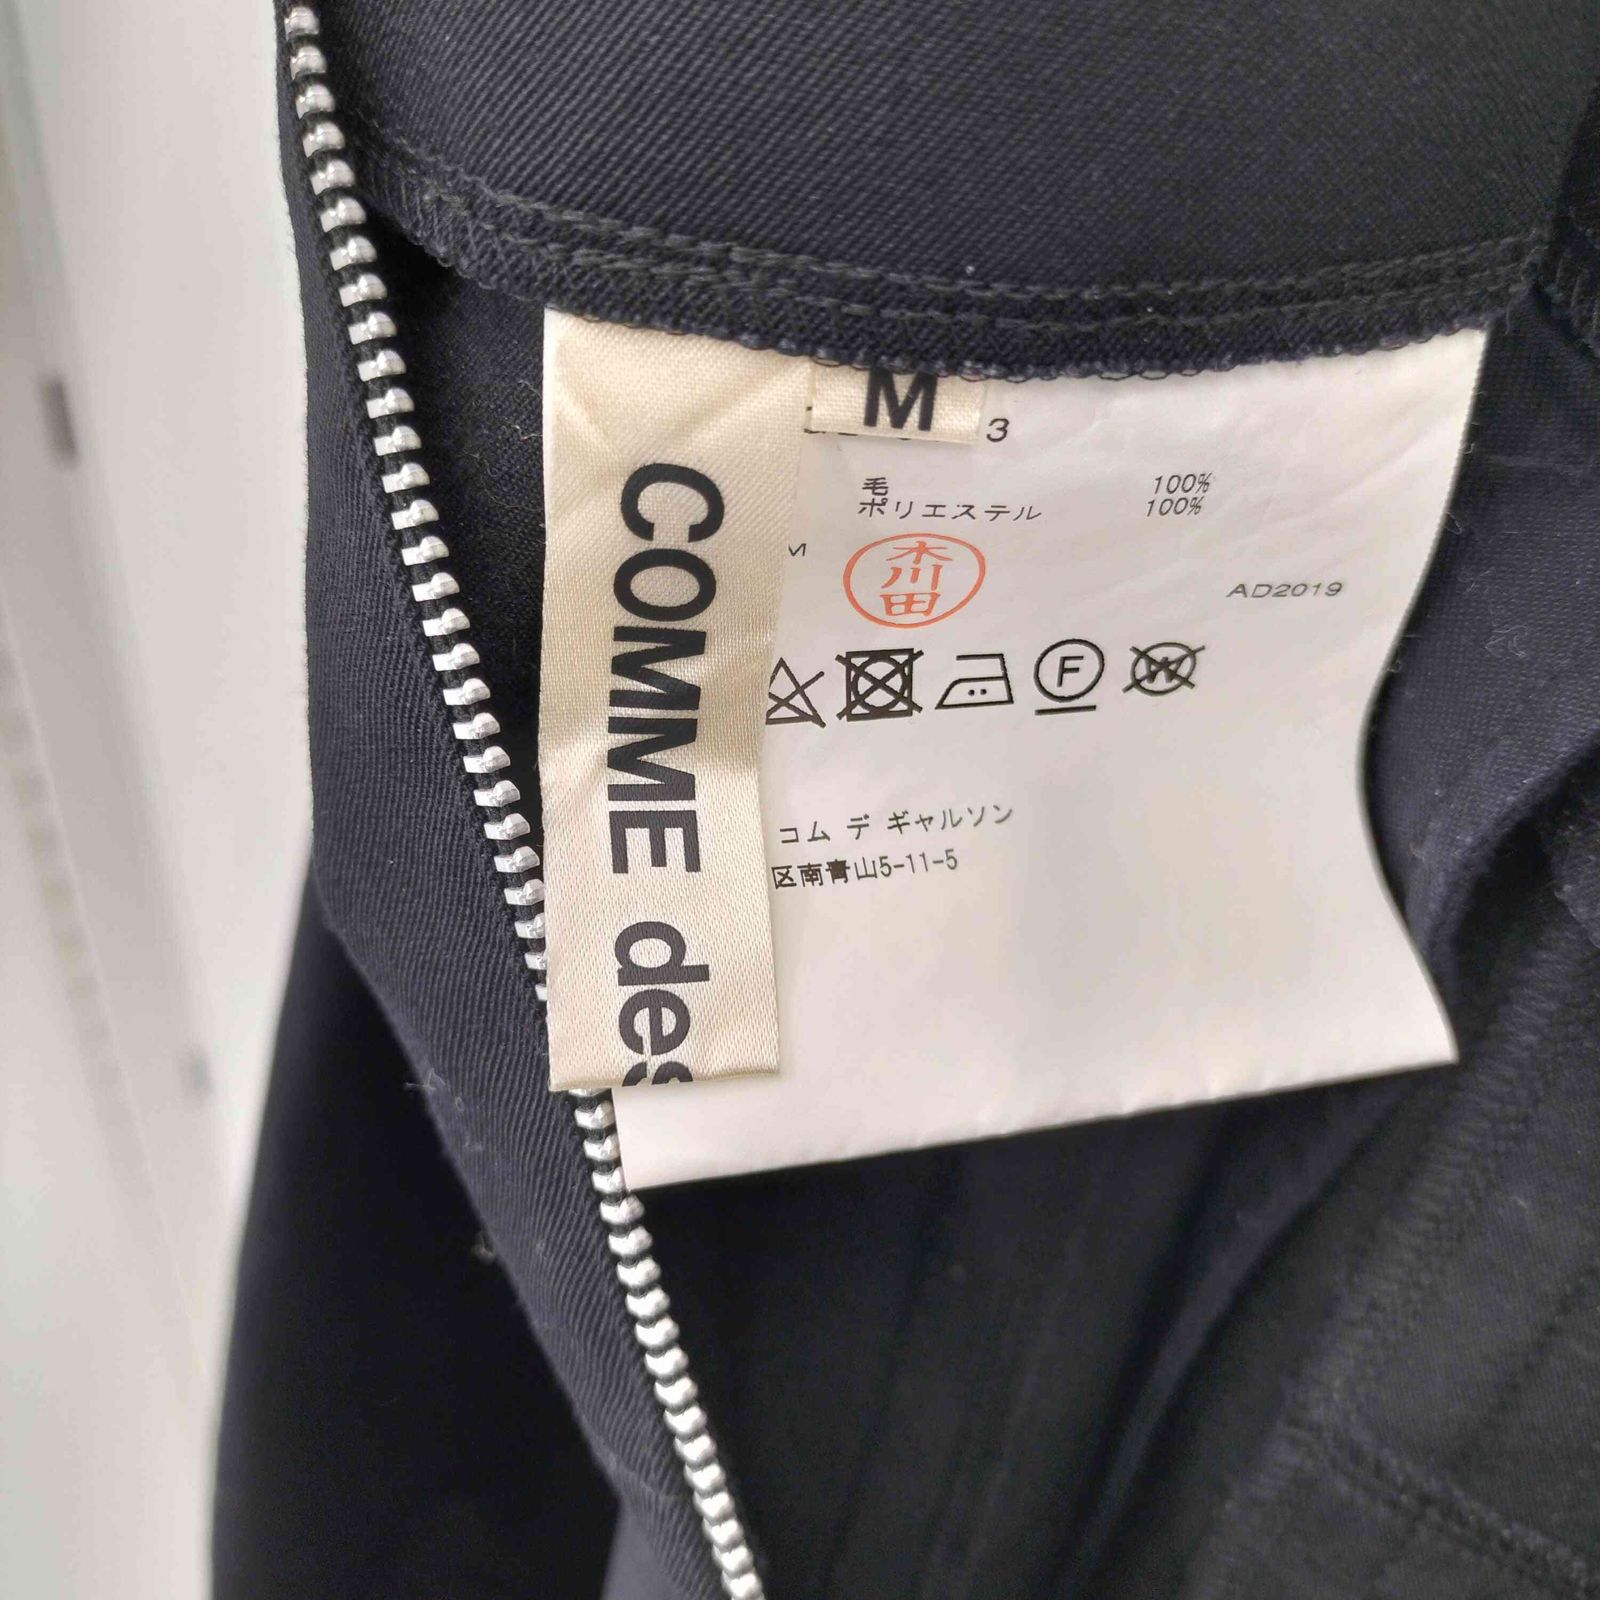 COMME des
M
3
毛 100%
ポリエステル 100%
M
木川田
AD2019
F
W
コム デ ギャルソン
区南青山5-11-5